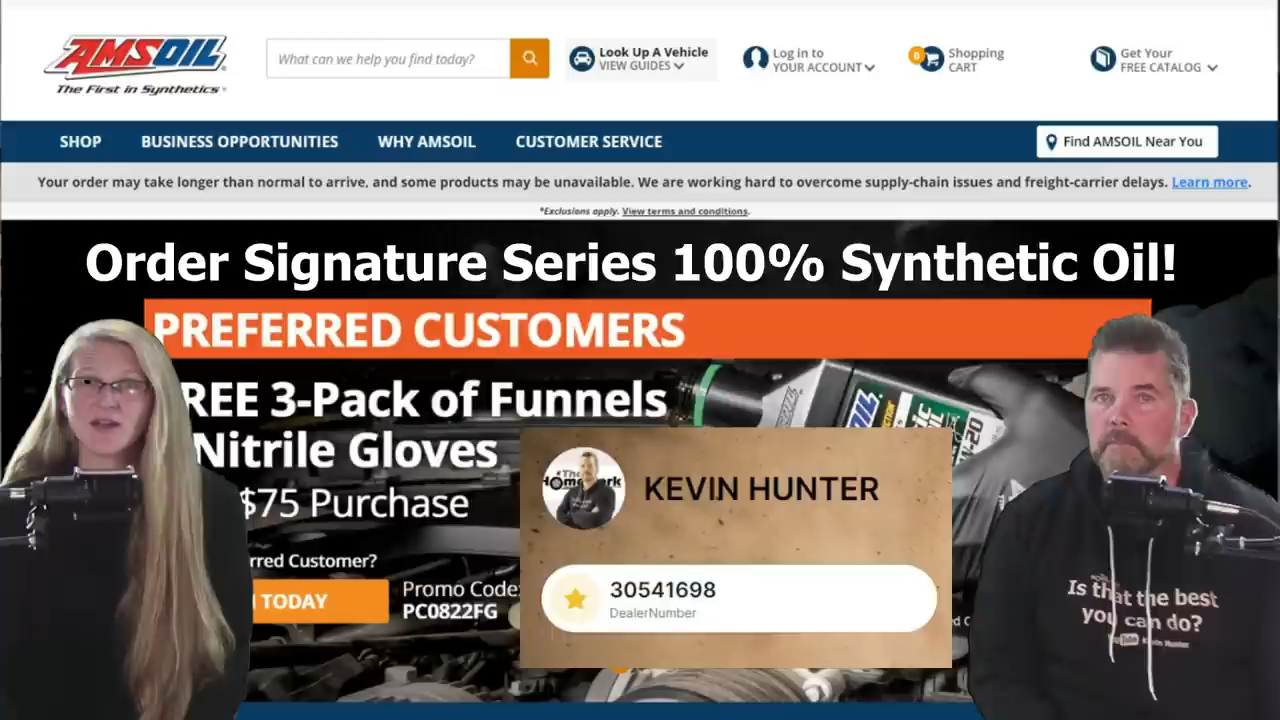 AMSOIL
The First in Synthetics
What can we help you find today?
Look Up A Vehicle
VIEW GUIDES
Log in to
YOUR ACCOUNT
0
Shopping
CART
Get Your
FREE CATALOG
SHOP
BUSINESS OPPORTUNITIES
WHY AMSOIL
CUSTOMER SERVICE
Find AMSOIL Near You
Your order may take longer than normal to arrive, and some products may be unavailable. We are working hard to overcome supply-chain issues and freight-carrier delays. Learn more.
*Exclusions apply. View terms and conditions.
Order Signature Series 100% Synthetic Oil!
PREFERRED CUSTOMERS
REE 3-Pack of Funnels
Nitrile Gloves
$75 Purchase
rred Customer?
TODAY
Promo Code:
PC0822FG
KEVIN HUNTER
30541698
DealerNumber
Is that the best
you can do?
Kevin Hunter